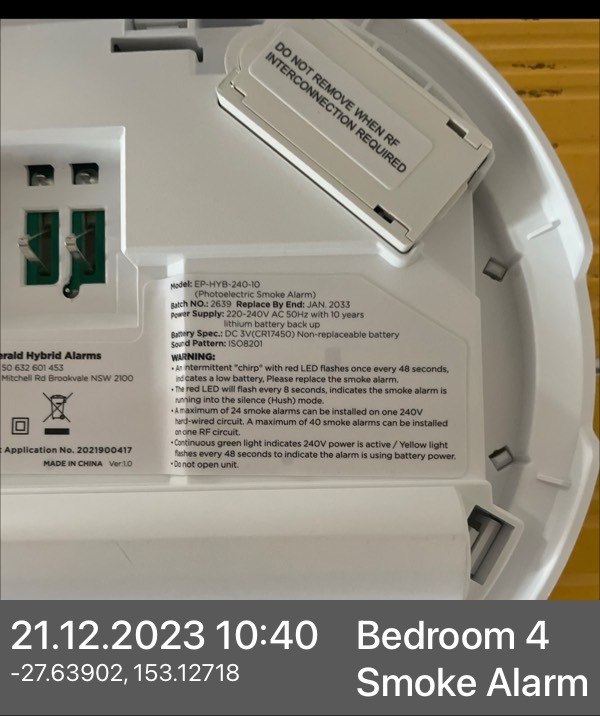 DO NOT REMOVE WHEN RF
INTERCONNECTION REQUIRED
Model: EP-HYB-240-10
(Photoelectric Smoke Alarm)
Batch NO.: 2639 Replace By End: JAN. 2033
Power Supply: 220-240V AC 50Hz with 10 years
lithium battery back up
Battery Spec.: DC 3V(CR17450) Non-replaceable battery
Sound Pattern: ISO8201
WARNING:
• An intermittent "chirp" with red LED flashes once every 48 seconds,
indicates a low battery, Please replace the smoke alarm.
• The red LED will flash every 8 seconds, indicates the smoke alarm is
running into the silence (Hush) mode.
• A maximum of 24 smoke alarms can be installed on one 240V
hard-wired circuit. A maximum of 40 smoke alarms can be installed
on one RF circuit.
• Continuous green light indicates 240V power is active / Yellow light
flashes every 48 seconds to indicate the alarm is using battery power.
• Do not open unit.
erald Hybrid Alarms
50 632 601 453
Mitchell Rd Brookvale NSW 2100
: Application No. 2021900417
MADE IN CHINA Ver:1.0
21.12.2023 10:40
-27.63902, 153.12718
Bedroom 4
Smoke Alarm